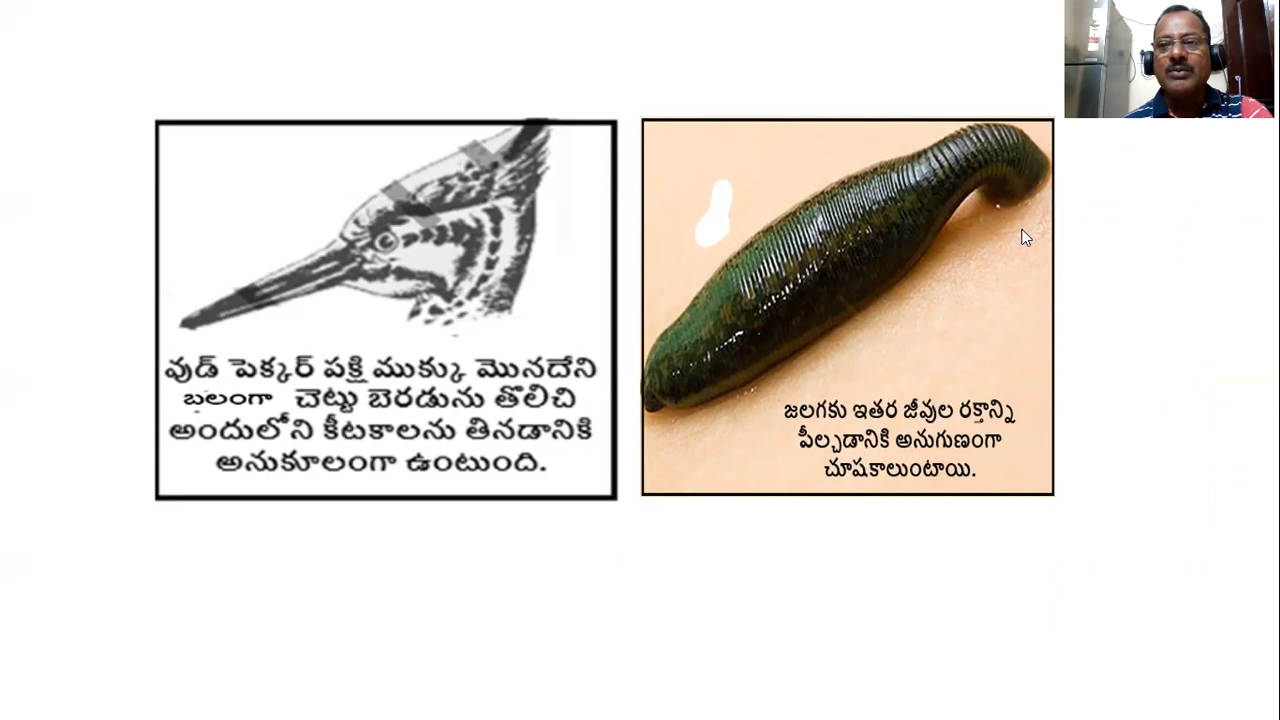 వుడ్ పెక్కర్ పక్షి ముక్కు మొనదేని
బలంగా చెట్టు బెరడును తొలిచి
అందులోని కీటకాలను తినడానికి
అనుకూలంగా ఉంటుంది.
జలగకు ఇతర జీవుల రక్తాన్ని
పీల్చడానికి అనుగుణంగా
చూషకాలుంటాయి.